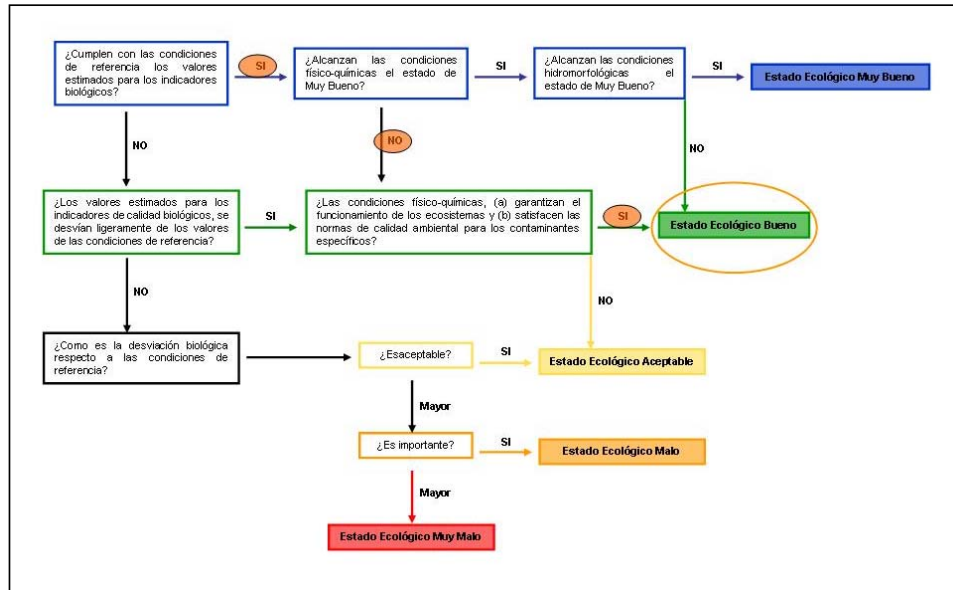 ¿Cumplen con las condiciones
de referencia los valores
estimados para los indicadores
biológicos?
SI
¿Alcanzan las condiciones
físico-químicas el estado de
Muy Bueno?
SI
¿Alcanzan las condiciones
hidromorfológicas el
estado de Muy Bueno?
SI
Estado Ecológico Muy Bueno
NO
NO
NO
¿Los valores estimados para los
indicadores de calidad biológicos, se
desvían ligeramente de los valores
de las condiciones de referencia?
SI
¿Las condiciones físico-químicas, (a) garantizan el
funcionamiento de los ecosistemas y (b) satisfacen las
normas de calidad ambiental para los contaminantes
específicos?
SI
Estado Ecológico Bueno
NO
NO
¿Como es la desviación biológica
respecto a las condiciones de
referencia?
¿Esaceptable?
SI
Estado Ecológico Aceptable
Mayor
¿Es importante?
SI
Estado Ecológico Malo
Mayor
Estado Ecológico Muy Malo